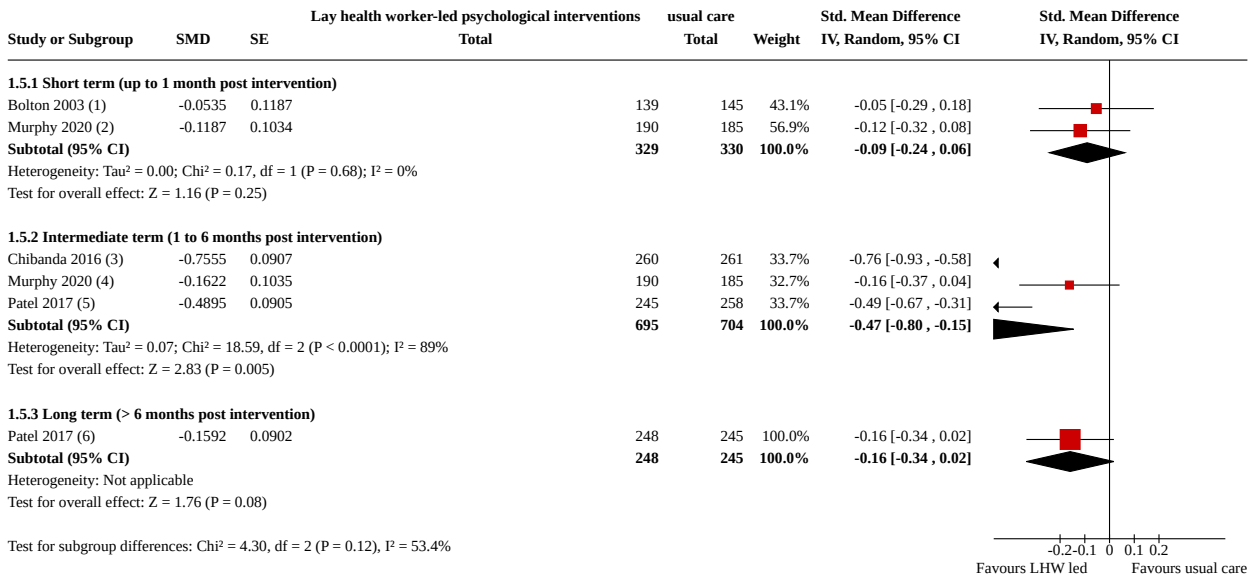 Lay health worker-led psychological interventions usual care Std. Mean Difference Std. Mean Difference
Study or Subgroup SMD SE Total Total Weight IV, Random, 95% CI IV, Random, 95% CI
1.5.1 Short term (up to 1 month post intervention)
Bolton 2003 (1) -0.0535 0.1187 139 145 43.1% -0.05 [-0.29 , 0.18]
Murphy 2020 (2) -0.1187 0.1034 190 185 56.9% -0.12 [-0.32 , 0.08]
Subtotal (95% CI) 329 330 100.0% -0.09 [-0.24 , 0.06]
Heterogeneity: Tau² = 0.00; Chi² = 0.17, df = 1 (P = 0.68); I² = 0%
Test for overall effect: Z = 1.16 (P = 0.25)
1.5.2 Intermediate term (1 to 6 months post intervention)
Chibanda 2016 (3) -0.7555 0.0907 260 261 33.7% -0.76 [-0.93 , -0.58]
Murphy 2020 (4) -0.1622 0.1035 190 185 32.7% -0.16 [-0.37 , 0.04]
Patel 2017 (5) -0.4895 0.0905 245 258 33.7% -0.49 [-0.67 , -0.31]
Subtotal (95% CI) 695 704 100.0% -0.47 [-0.80 , -0.15]
Heterogeneity: Tau² = 0.07; Chi² = 18.59, df = 2 (P < 0.0001); I² = 89%
Test for overall effect: Z = 2.83 (P = 0.005)
1.5.3 Long term (> 6 months post intervention)
Patel 2017 (6) -0.1592 0.0902 248 245 100.0% -0.16 [-0.34 , 0.02]
Subtotal (95% CI) 248 245 100.0% -0.16 [-0.34 , 0.02]
Heterogeneity: Not applicable
Test for overall effect: Z = 1.76 (P = 0.08)
Test for subgroup differences: Chi² = 4.30, df = 2 (P = 0.12), I² = 53.4%
-0.2 -0.1 0 0.1 0.2
Favours LHW led Favours usual care